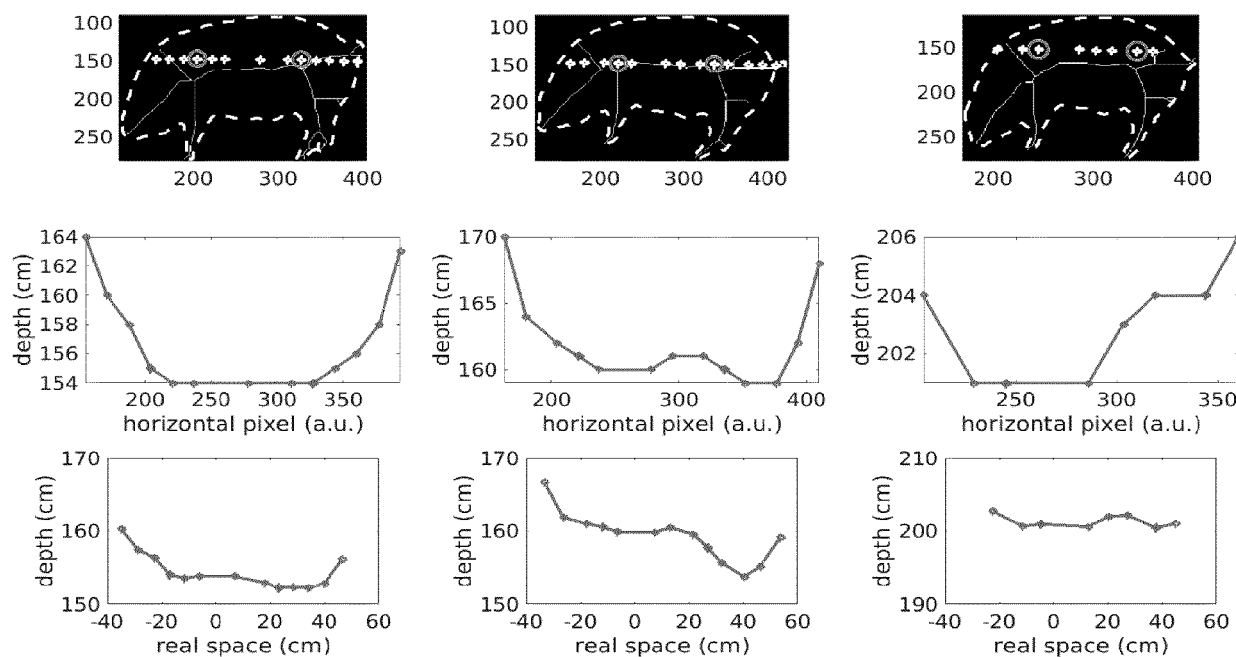 100
150
200
250
200 300 400
100
150
200
250
200 300 400
150
200
250
200 300 400
164
162
160
158
156
154
depth (cm)
200 250 300 350
horizontal pixel (a.u.)
170
165
160
depth (cm)
200 300 400
horizontal pixel (a.u.)
206
204
202
depth (cm)
250 300 350
horizontal pixel (a.u.)
170
160
150
depth (cm)
-40 -20 0 20 40 60
real space (cm)
170
160
150
depth (cm)
-40 -20 0 20 40 60
real space (cm)
210
200
190
depth (cm)
-40 -20 0 20 40 60
real space (cm)